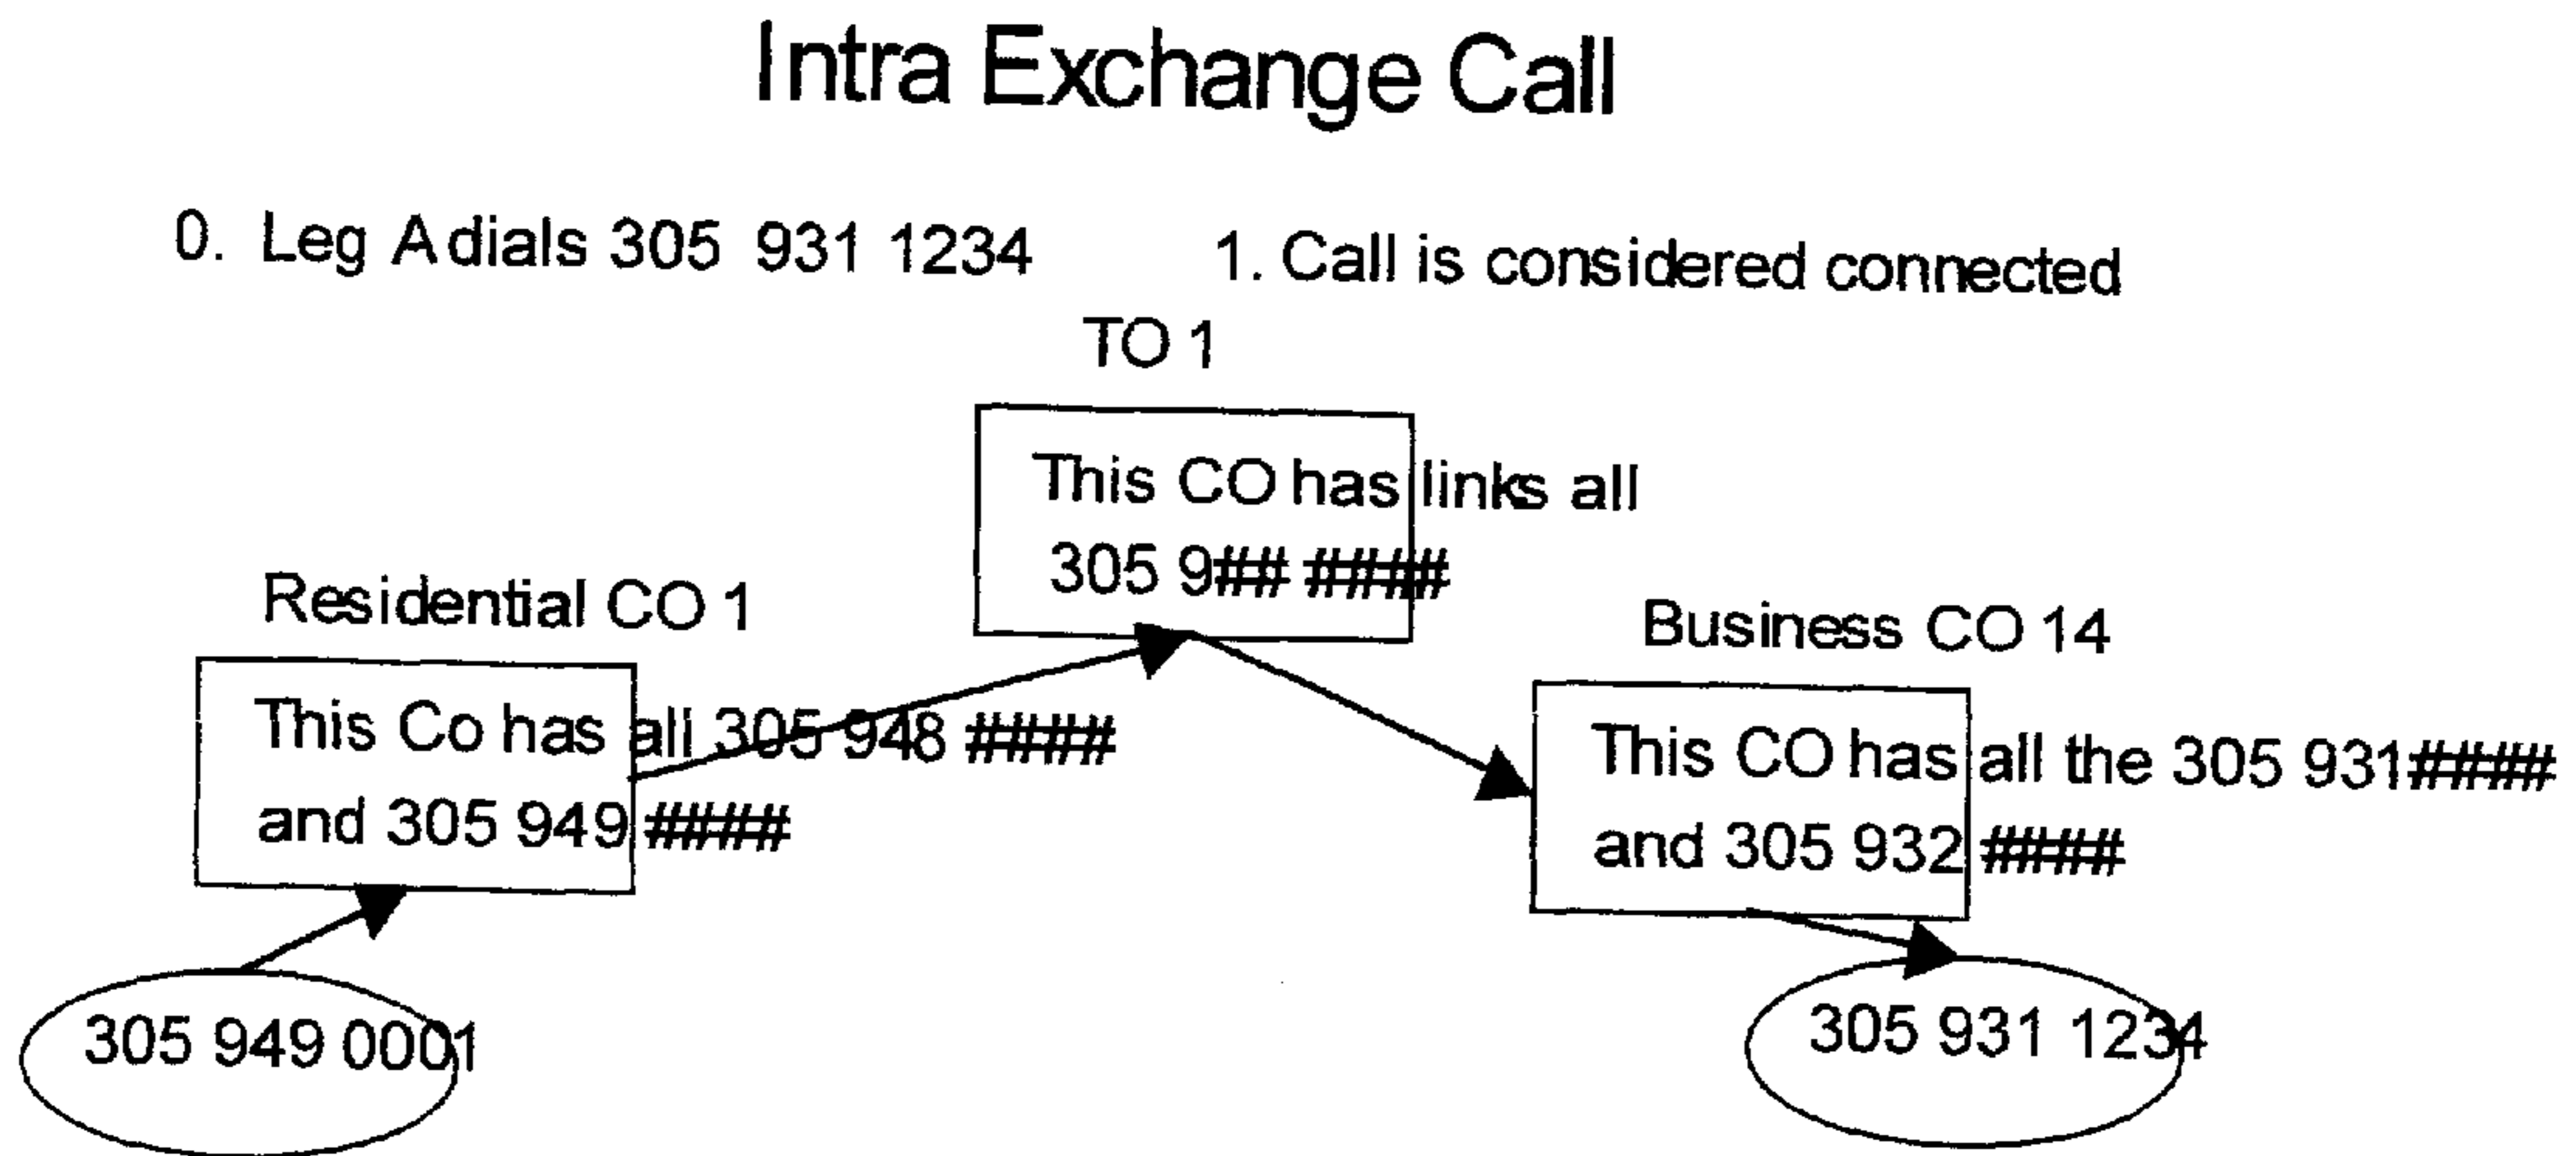 Intra Exchange Call
0. Leg A dials 305 931 1234
1. Call is considered connected
TO 1
This CO has links all
305 9## ####
Residential CO 1
This Co has all 305 948 ####
and 305 949 ####
Business CO 14
This CO has all the 305 931####
and 305 932 ####
305 949 0001
305 931 1234